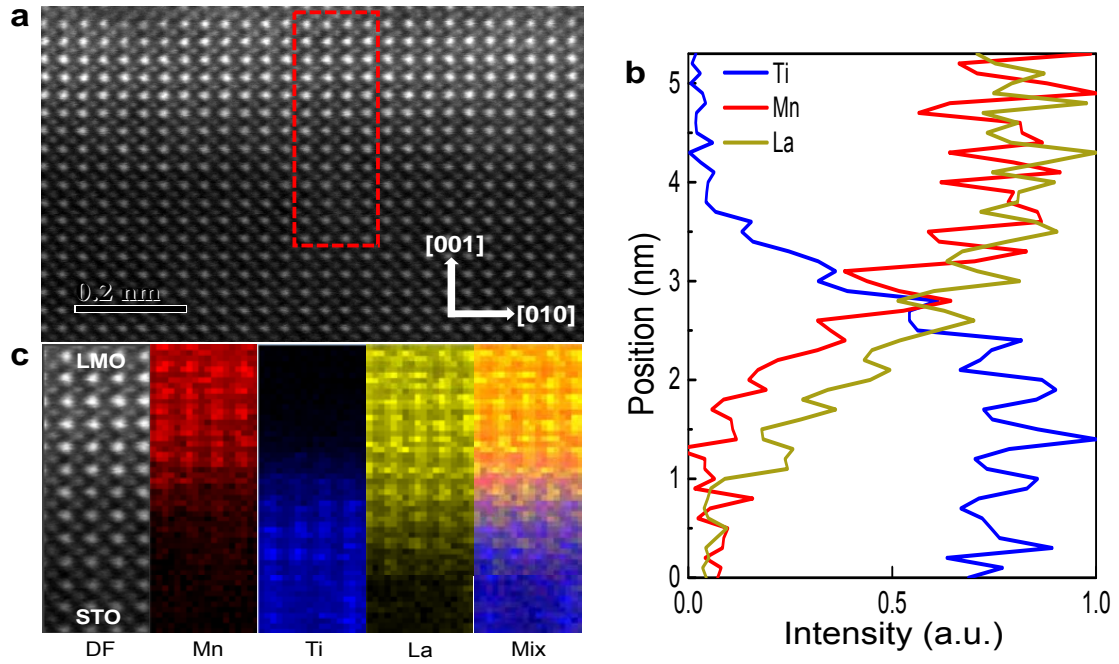 a
[001]
0.2 nm
[010]
c
LMO
STO
DF Mn Ti La Mix
b
Ti
Mn
La
5
4
3
2
1
0
Position (nm)
0.0 0.5 1.0
Intensity (a.u.)